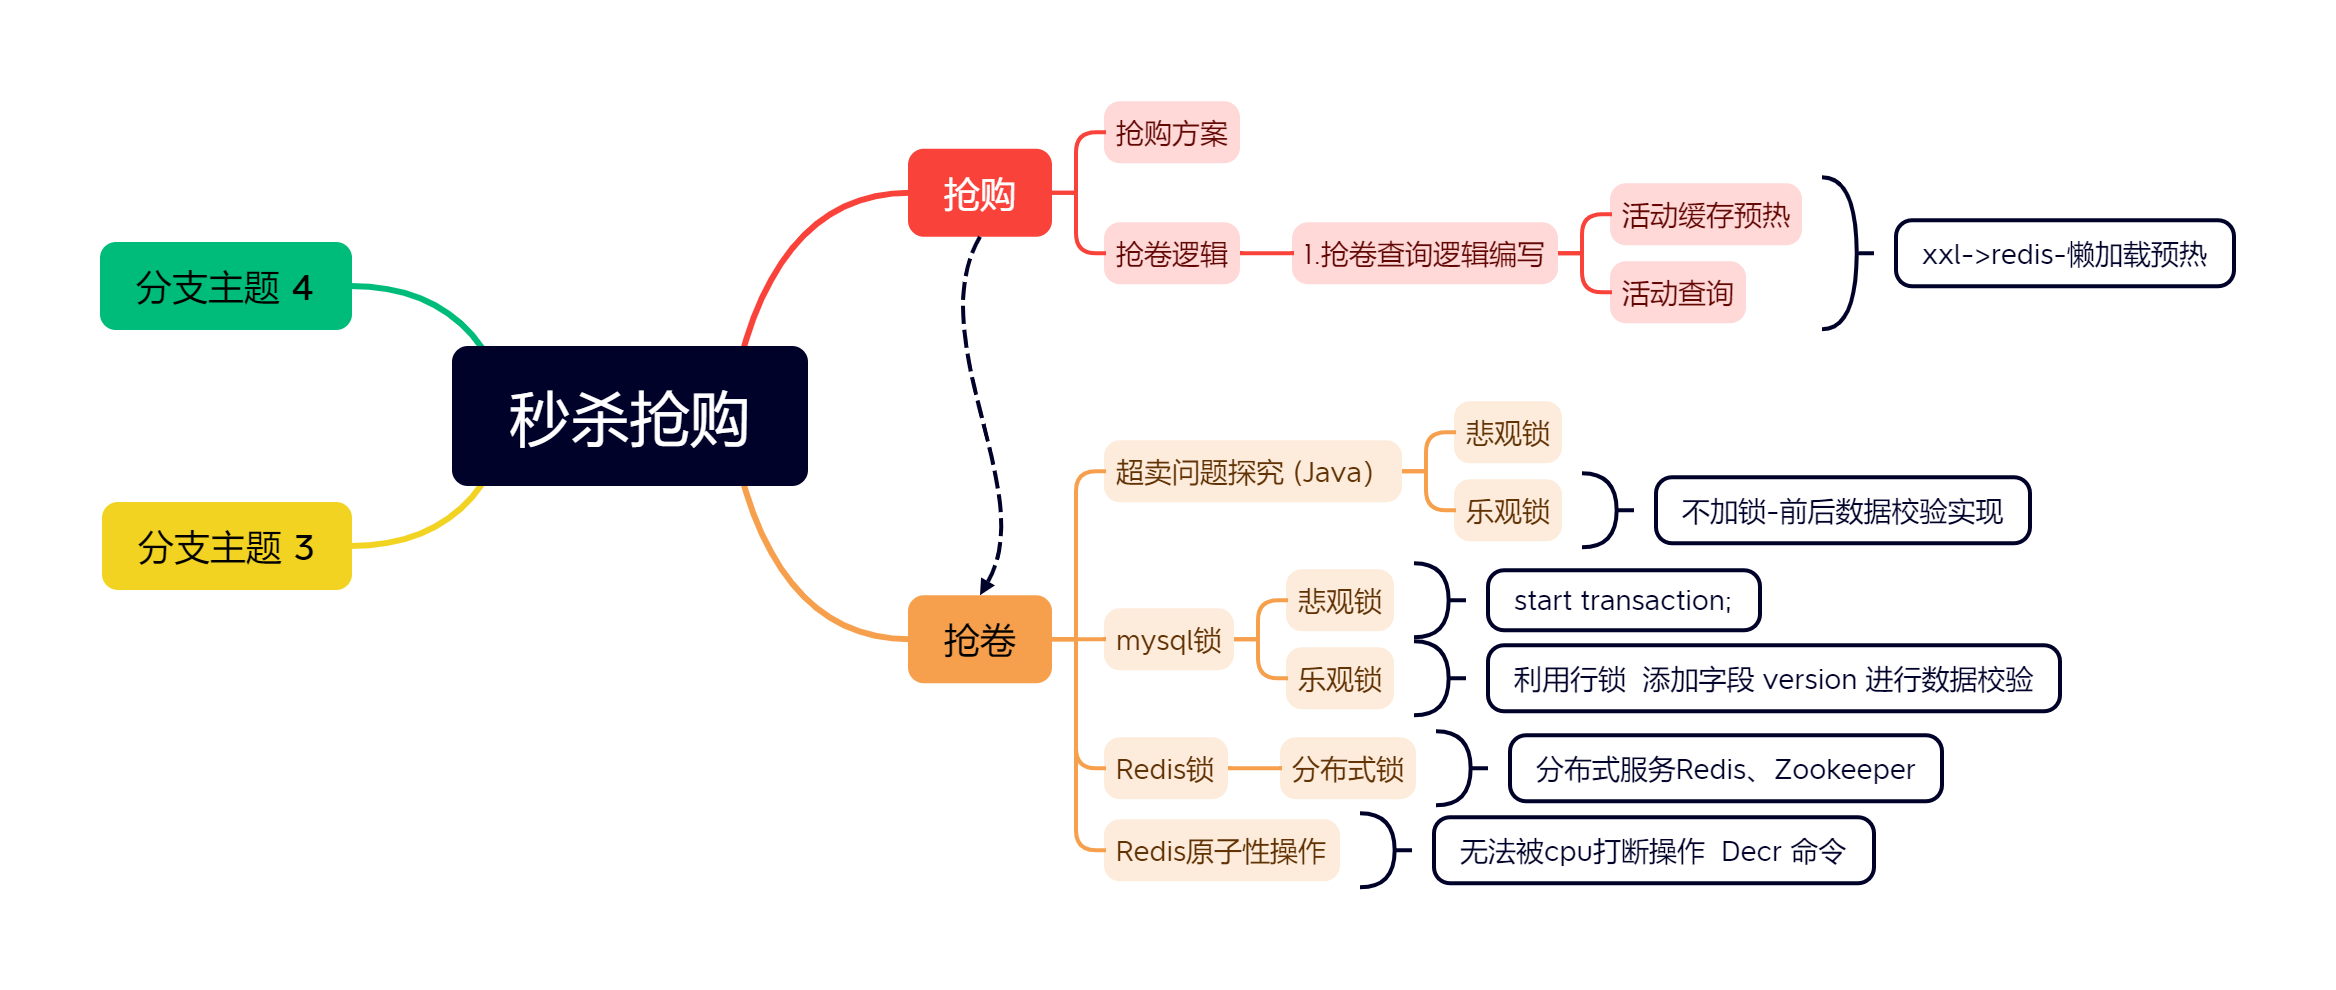 秒杀抢购
抢购
抢购方案
抢卷逻辑
1.抢卷查询逻辑编写
活动缓存预热
活动查询
xxl->redis-懒加载预热
抢卷
超卖问题探究 (Java)
悲观锁
乐观锁
不加锁-前后数据校验实现
mysql锁
悲观锁
start transaction;
乐观锁
利用行锁  添加字段 version 进行数据校验
Redis锁
分布式锁
分布式服务Redis、Zookeeper
Redis原子性操作
无法被cpu打断操作  Decr 命令
分支主题 3
分支主题 4